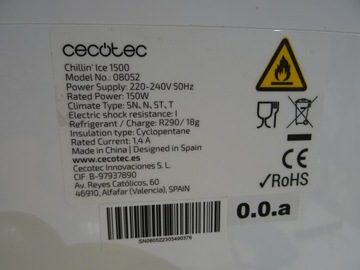 cecotec
Chillin' Ice 1500
Model No.: 08052
Power Supply: 220-240V 50Hz
Rated Power: 150W
Climate Type: SN, N, ST, T
Electric shock resistance: I
Refrigerant / Charge: R290/ 18g
Insulation type: Cyclopentane
Rated Current: 1,4 A
Made in China | Designed in Spain
www.cecotec.es
Cecotec Innovaciones S. L.
CIF: B-97937890
Av. Reyes Católicos, 60
46910, Alfafar (Valencia), SPAIN
CE
✓RoHS
0.0.a
SN080522303490376